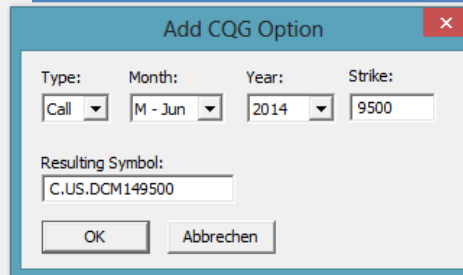 Add CQG Option
Type: Month: Year: Strike:
Call M - Jun 2014 9500
Resulting Symbol:
C.US.DCM149500
OK Abbrechen